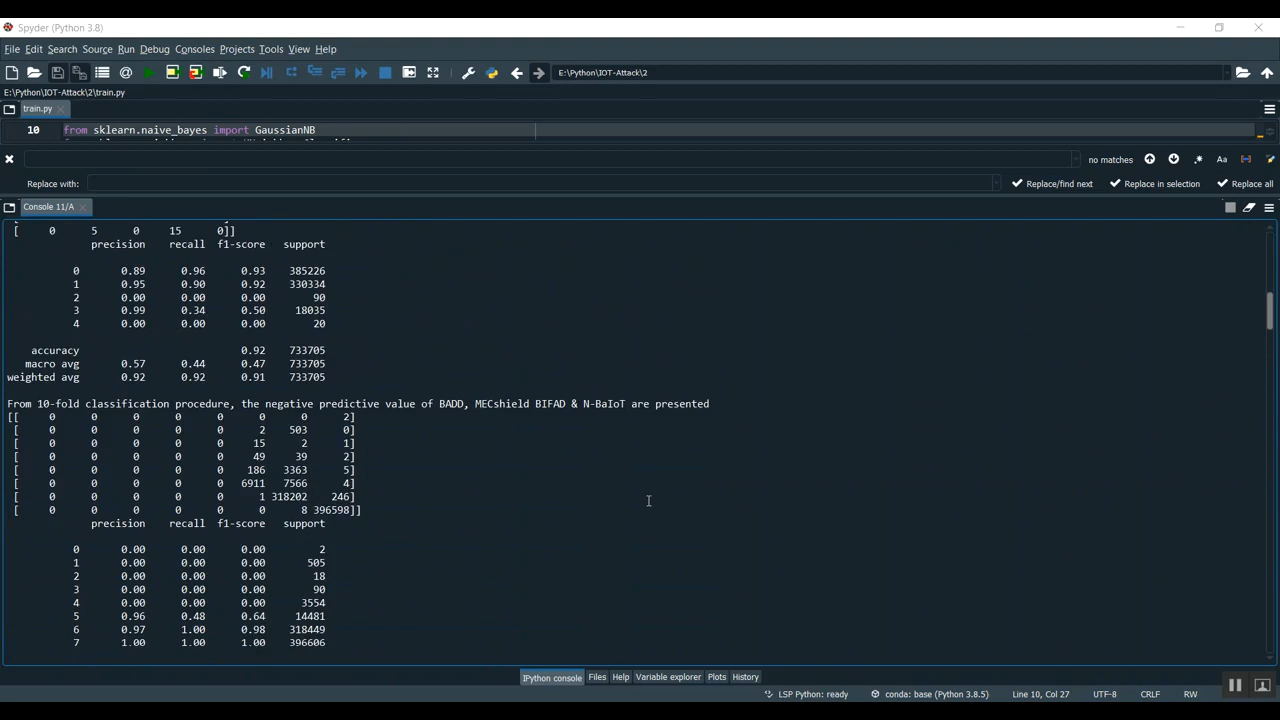 Spyder (Python 3.8)
File Edit Search Source Run Debug Consoles Projects Tools View Help
E:\Python\IOT-Attack\2
E:\Python\IOT-Attack\2\train.py
train.py
10 from sklearn.naive_bayes import GaussianNB
no matches Aa
Replace with: Replace/find next Replace in selection Replace all
Console 11/A
[ 0 5 0 15 0]]
precision recall f1-score support
0 0.89 0.96 0.93 385226
1 0.95 0.90 0.92 330334
2 0.00 0.00 0.00 90
3 0.99 0.34 0.50 18035
4 0.00 0.00 0.00 20
accuracy 0.92 733705
macro avg 0.57 0.44 0.47 733705
weighted avg 0.92 0.92 0.91 733705
From 10-fold classification procedure, the negative predictive value of BADD, MECshield BIFAD & N-BaIoT are presented
[[ 0 0 0 0 0 0 0 2]
[ 0 0 0 0 0 2 503 0]
[ 0 0 0 0 0 15 2 1]
[ 0 0 0 0 0 49 39 2]
[ 0 0 0 0 0 186 3363 5]
[ 0 0 0 0 0 6911 7566 4]
[ 0 0 0 0 0 1 318202 246]
[ 0 0 0 0 0 0 8 396598]]
precision recall f1-score support
0 0.00 0.00 0.00 2
1 0.00 0.00 0.00 505
2 0.00 0.00 0.00 18
3 0.00 0.00 0.00 90
4 0.00 0.00 0.00 3554
5 0.96 0.48 0.64 14481
6 0.97 1.00 0.98 318449
7 1.00 1.00 1.00 396606
IPython console Files Help Variable explorer Plots History
LSP Python: ready conda: base (Python 3.8.5) Line 10, Col 27 UTF-8 CRLF RW